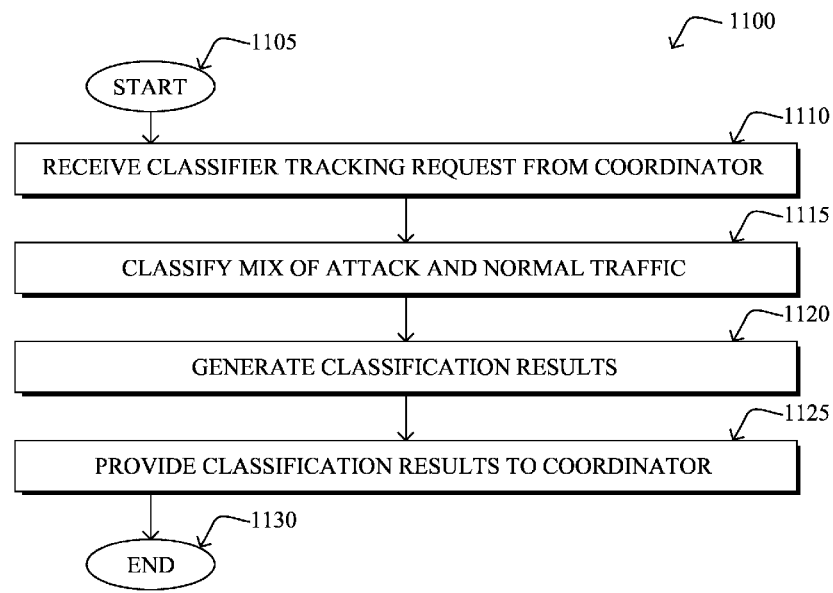 1100
1105
START
1110
RECEIVE CLASSIFIER TRACKING REQUEST FROM COORDINATOR
1115
CLASSIFY MIX OF ATTACK AND NORMAL TRAFFIC
1120
GENERATE CLASSIFICATION RESULTS
1125
PROVIDE CLASSIFICATION RESULTS TO COORDINATOR
1130
END